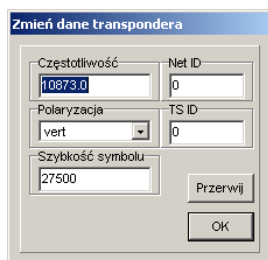 Zmień dane transpondera
Częstotliwość
10873.0
Net ID
0
Polaryzacja
vert
TS ID
0
Szybkość symbolu
27500
Przerwij
OK